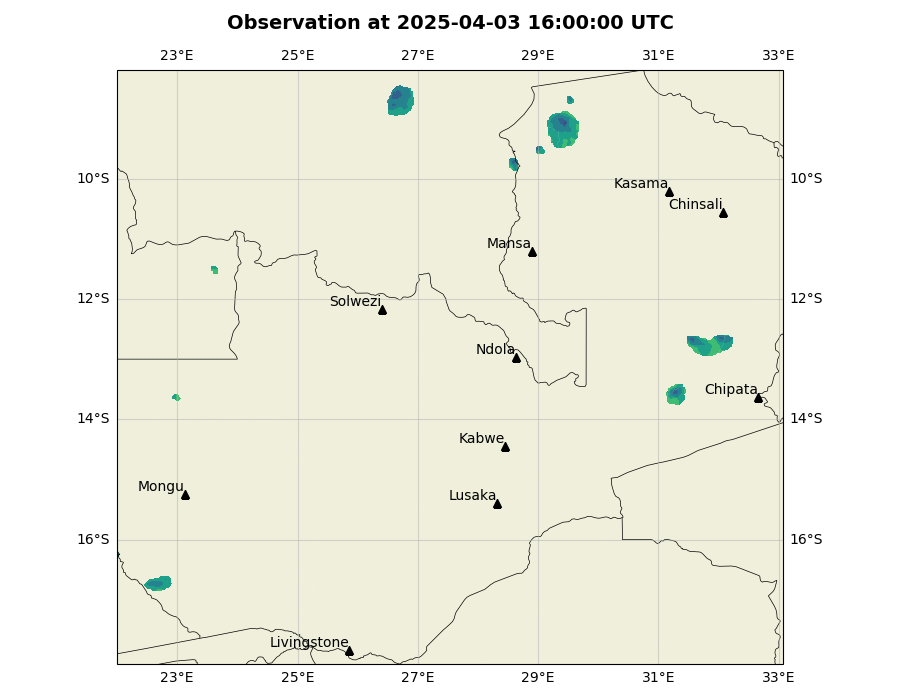 Observation at 2025-04-03 16:00:00 UTC
23°E 25°E 27°E 29°E 31°E 33°E
10°S 10°S
Kasama
Chinsali
Mansa
12°S 12°S
Solwezi
Ndola
Chipata
14°S 14°S
Kabwe
Mongu
Lusaka
16°S 16°S
Livingstone
23°E 25°E 27°E 29°E 31°E 33°E